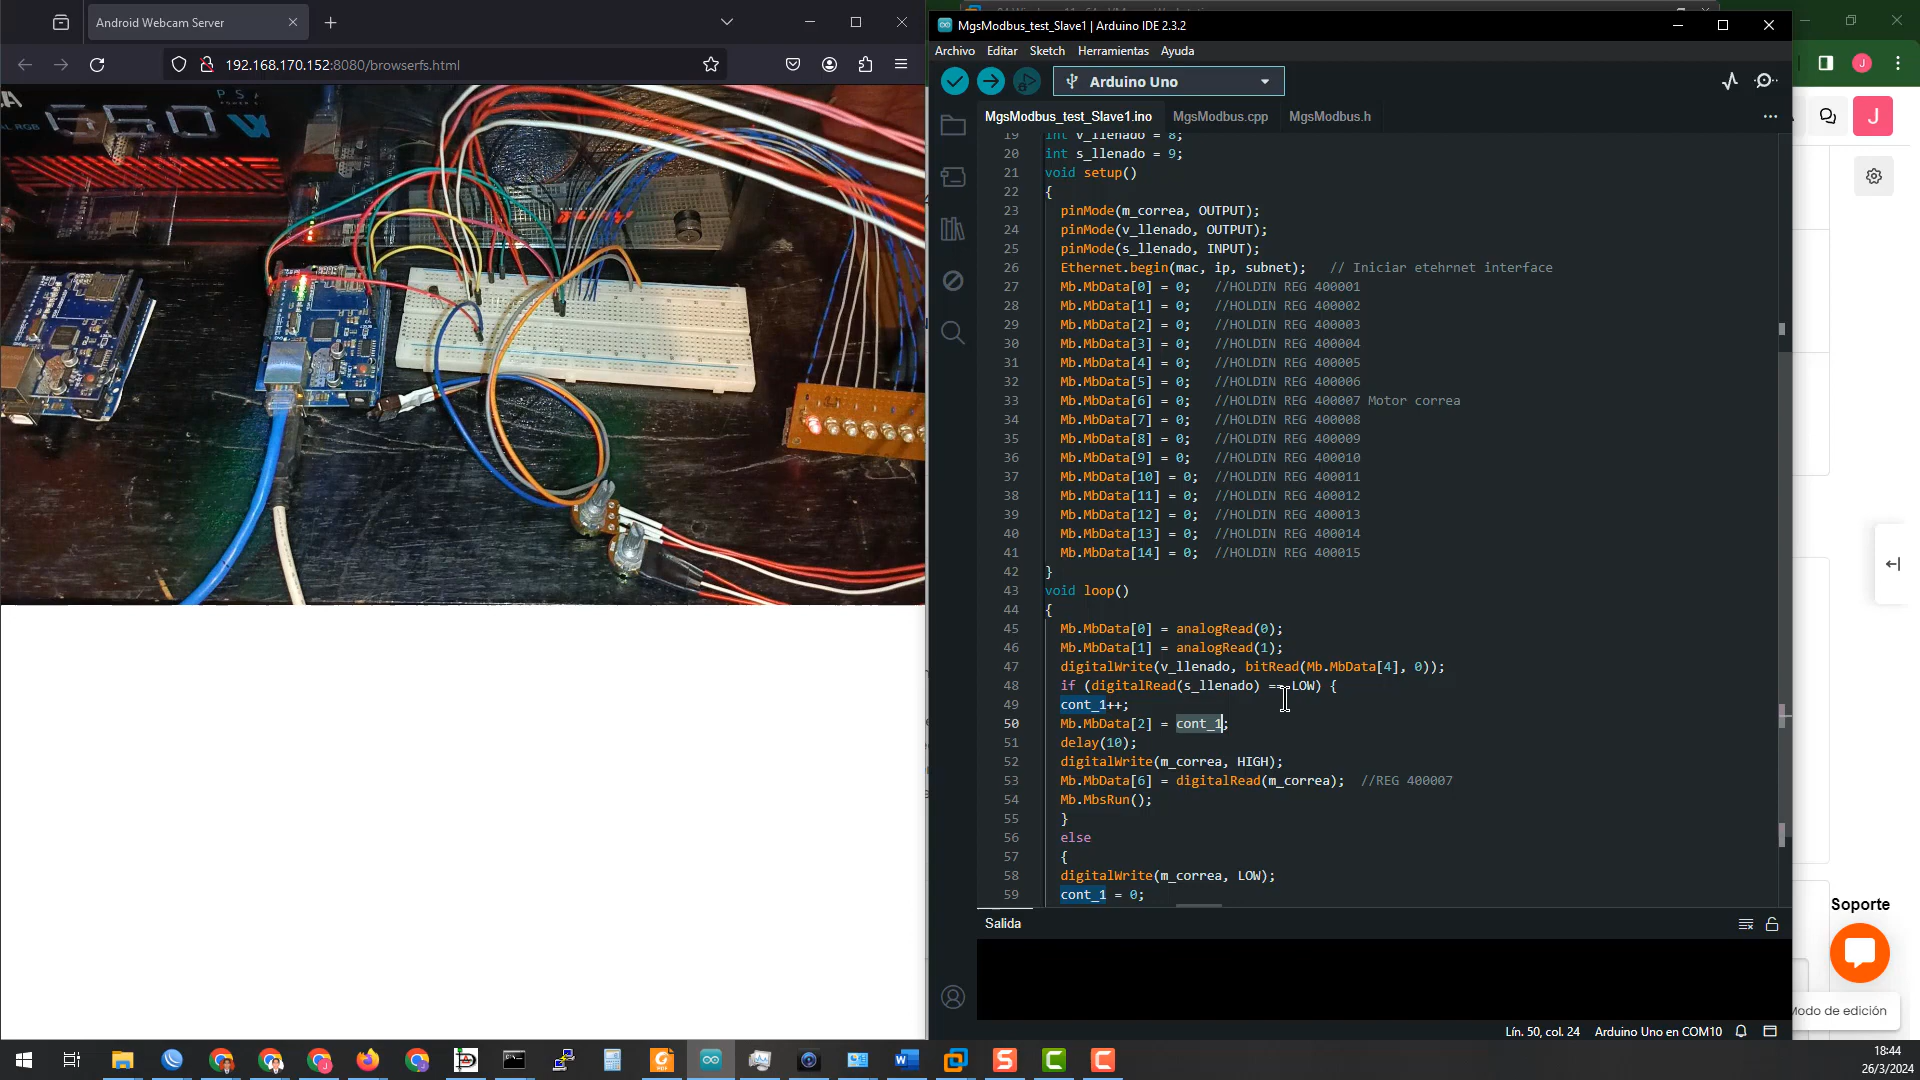 Android Webcam Server
192.168.170.152:8080/browserfs.html
MgsModbus_test_Slave1 | Arduino IDE 2.3.2
Archivo Editar Sketch Herramientas Ayuda
Arduino Uno
MgsModbus_test_Slave1.ino MgsModbus.cpp MgsModbus.h
19 int v_llenado = 8;
20 int s_llenado = 9;
21 void setup()
22 {
23 pinMode(m_correa, OUTPUT);
24 pinMode(v_llenado, OUTPUT);
25 pinMode(s_llenado, INPUT);
26 Ethernet.begin(mac, ip, subnet); // Iniciar etehrnet interface
27 Mb.MbData[0] = 0; //HOLDIN REG 400001
28 Mb.MbData[1] = 0; //HOLDIN REG 400002
29 Mb.MbData[2] = 0; //HOLDIN REG 400003
30 Mb.MbData[3] = 0; //HOLDIN REG 400004
31 Mb.MbData[4] = 0; //HOLDIN REG 400005
32 Mb.MbData[5] = 0; //HOLDIN REG 400006
33 Mb.MbData[6] = 0; //HOLDIN REG 400007 Motor correa
34 Mb.MbData[7] = 0; //HOLDIN REG 400008
35 Mb.MbData[8] = 0; //HOLDIN REG 400009
36 Mb.MbData[9] = 0; //HOLDIN REG 400010
37 Mb.MbData[10] = 0; //HOLDIN REG 400011
38 Mb.MbData[11] = 0; //HOLDIN REG 400012
39 Mb.MbData[12] = 0; //HOLDIN REG 400013
40 Mb.MbData[13] = 0; //HOLDIN REG 400014
41 Mb.MbData[14] = 0; //HOLDIN REG 400015
42 }
43 void loop()
44 {
45 Mb.MbData[0] = analogRead(0);
46 Mb.MbData[1] = analogRead(1);
47 digitalWrite(v_llenado, bitRead(Mb.MbData[4], 0));
48 if (digitalRead(s_llenado) == LOW) {
49 cont_1++;
50 Mb.MbData[2] = cont_1;
51 delay(10);
52 digitalWrite(m_correa, HIGH);
53 Mb.MbData[6] = digitalRead(m_correa); //REG 400007
54 Mb.MbsRun();
55 }
56 else
57 {
58 digitalWrite(m_correa, LOW);
59 cont_1 = 0;
Salida
Lín. 50, col. 24 Arduino Uno en COM10
J
J
Soporte
Modo de edición
18:44
26/3/2024
650